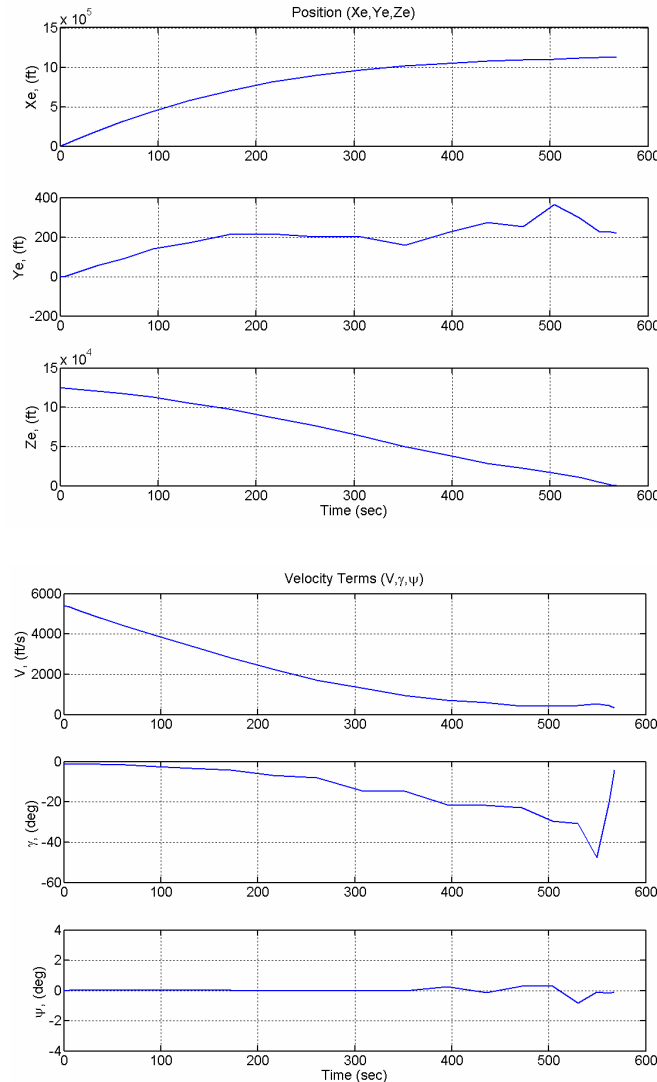 Position (Xe,Ye,Ze)
x 10^5
15
10
5
0
Xe, (ft)
0 100 200 300 400 500 600
400
200
0
-200
Ye, (ft)
0 100 200 300 400 500 600
x 10^4
15
10
5
0
Ze, (ft)
0 100 200 300 400 500 600
Time (sec)
Velocity Terms (V,γ,ψ)
6000
4000
2000
0
V, (ft/s)
0 100 200 300 400 500 600
0
-20
-40
-60
γ, (deg)
0 100 200 300 400 500 600
4
2
0
-2
-4
ψ, (deg)
0 100 200 300 400 500 600
Time (sec)